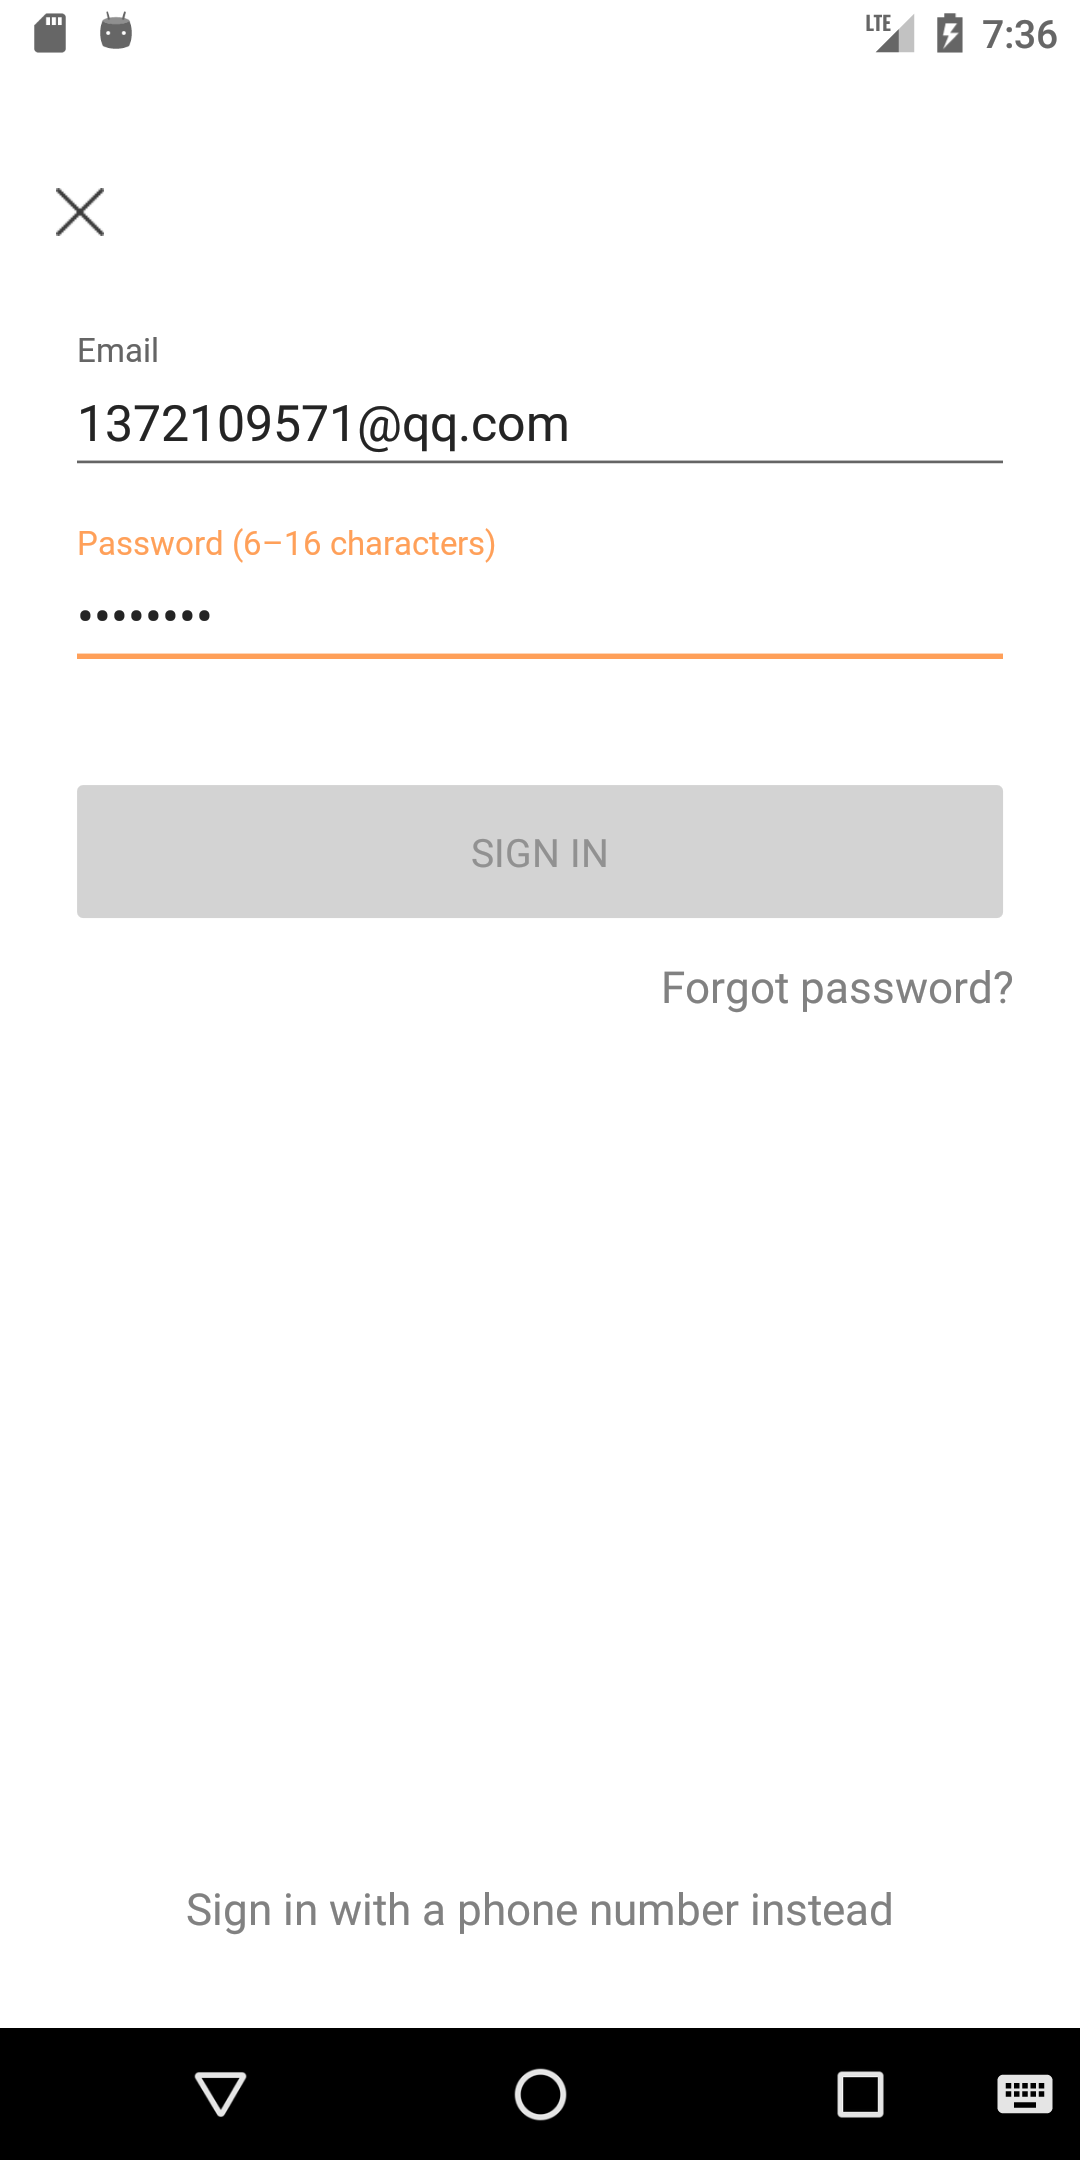 LTE 7:36
Email
1372109571@qq.com
Password (6–16 characters)
••••••••
SIGN IN
Forgot password?
Sign in with a phone number instead